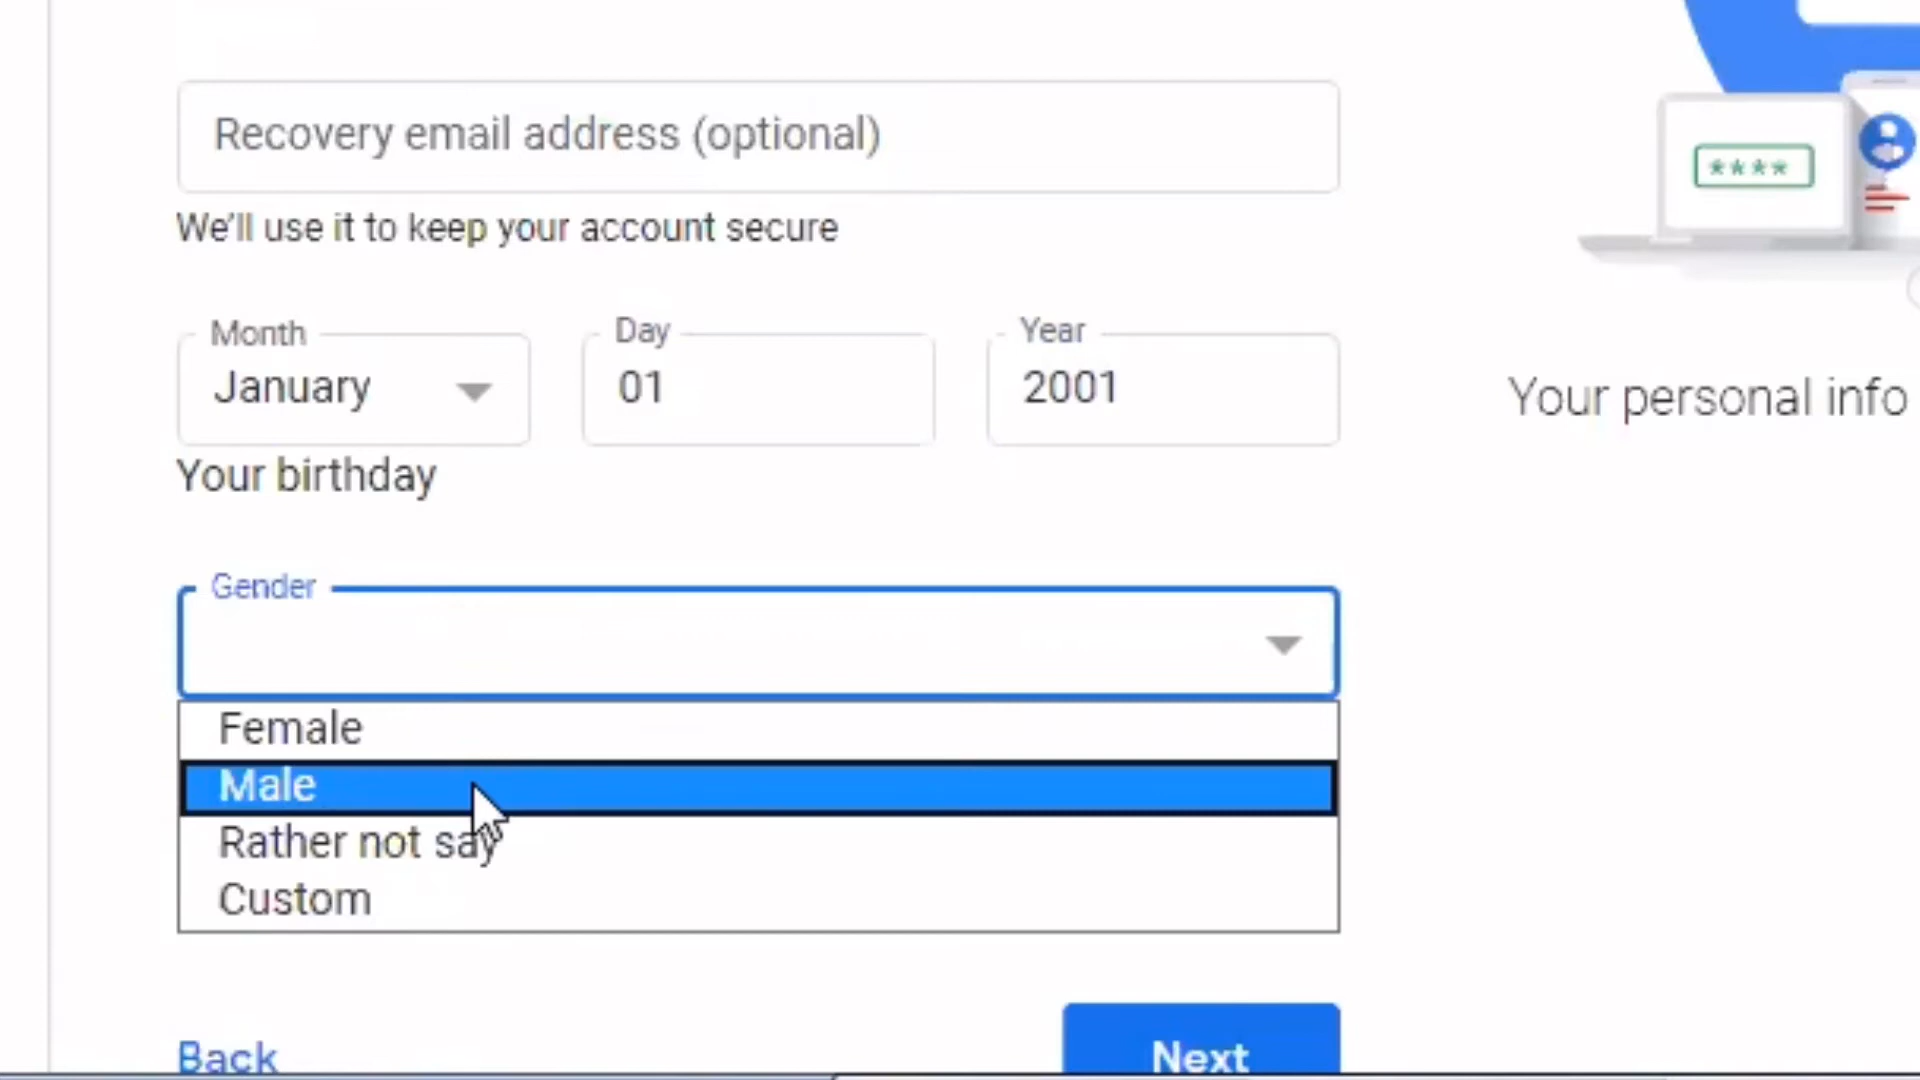 Recovery email address (optional)
We'll use it to keep your account secure
Month
Day
Year
January
01
2001
Your birthday
Your personal info
Gender
Female
Male
Rather not say
Custom
Back
Next
****